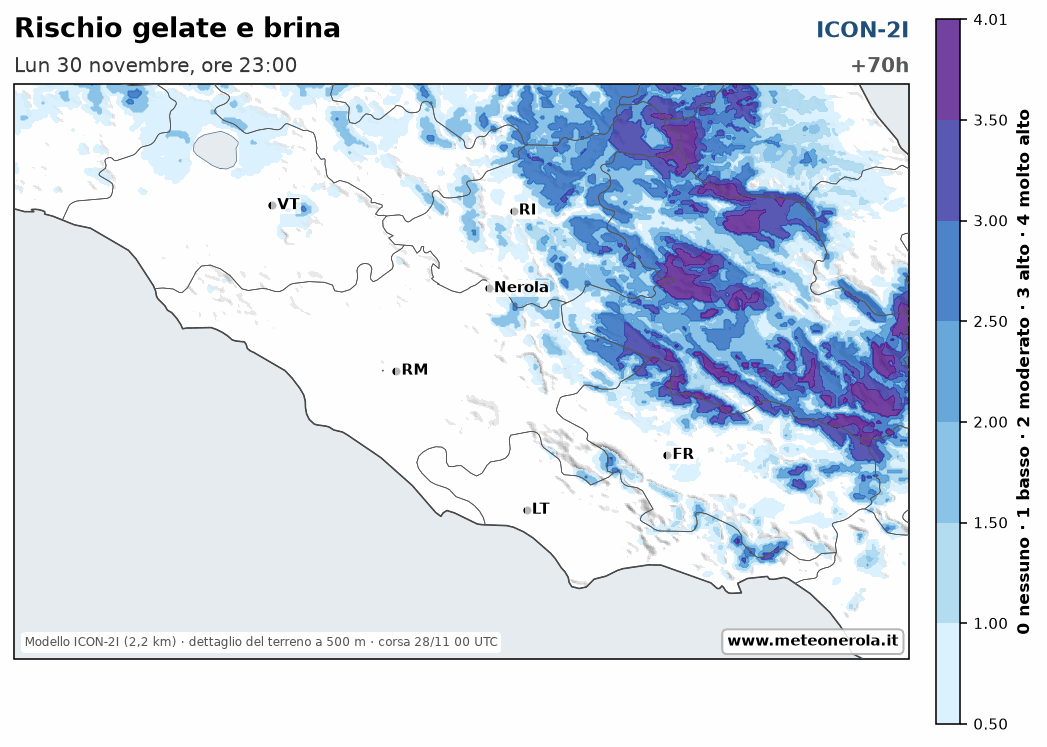 Rischio gelate e brina
ICON-2I
Lun 30 novembre, ore 23:00
+70h
VT
RI
Nerola
RM
FR
LT
Modello ICON-2I (2,2 km) · dettaglio del terreno a 500 m · corsa 28/11 00 UTC
www.meteonerola.it
4.01
3.50
3.00
2.50
2.00
1.50
1.00
0.50
0 nessuno · 1 basso · 2 moderato · 3 alto · 4 molto alto